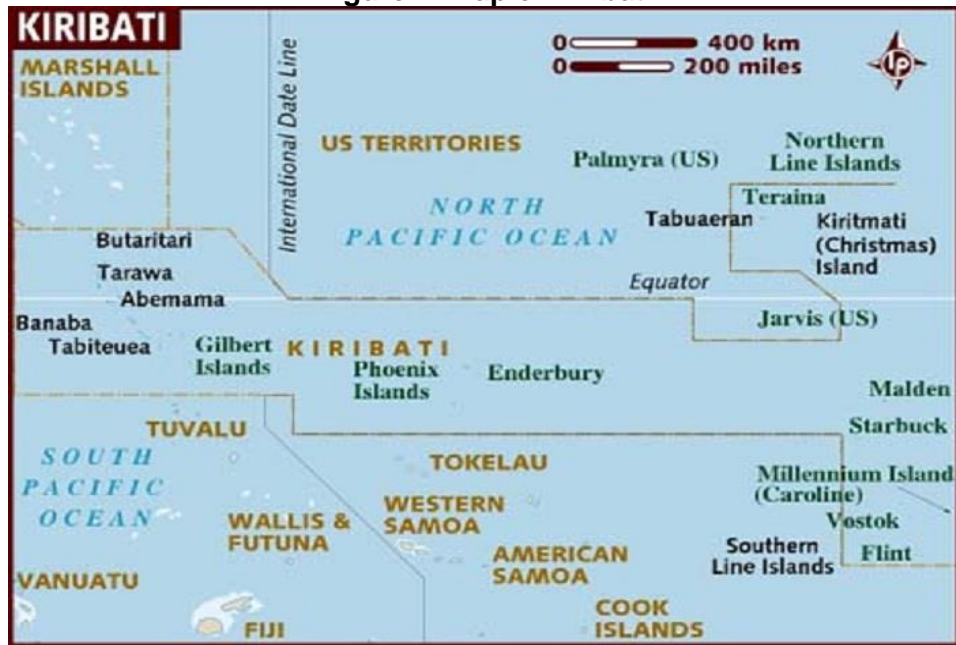 KIRIBATI
0 400 km
0 200 miles
lp
MARSHALL
ISLANDS
International Date Line
US TERRITORIES
Palmyra (US)
Northern
Line Islands
Teraina
NORTH
PACIFIC OCEAN
Tabuaeran
Kiritmati
(Christmas)
Island
Butaritari
Tarawa
Abemama
Equator
Banaba
Tabiteuea
Jarvis (US)
Gilbert
Islands
KIRIBATI
Phoenix
Islands
Enderbury
Malden
Starbuck
TUVALU
SOUTH
PACIFIC
OCEAN
TOKELAU
Millennium Island
(Caroline)
WESTERN
SAMOA
WALLIS &
FUTUNA
Vostok
Southern
Line Islands
Flint
AMERICAN
SAMOA
VANUATU
COOK
ISLANDS
FIJI